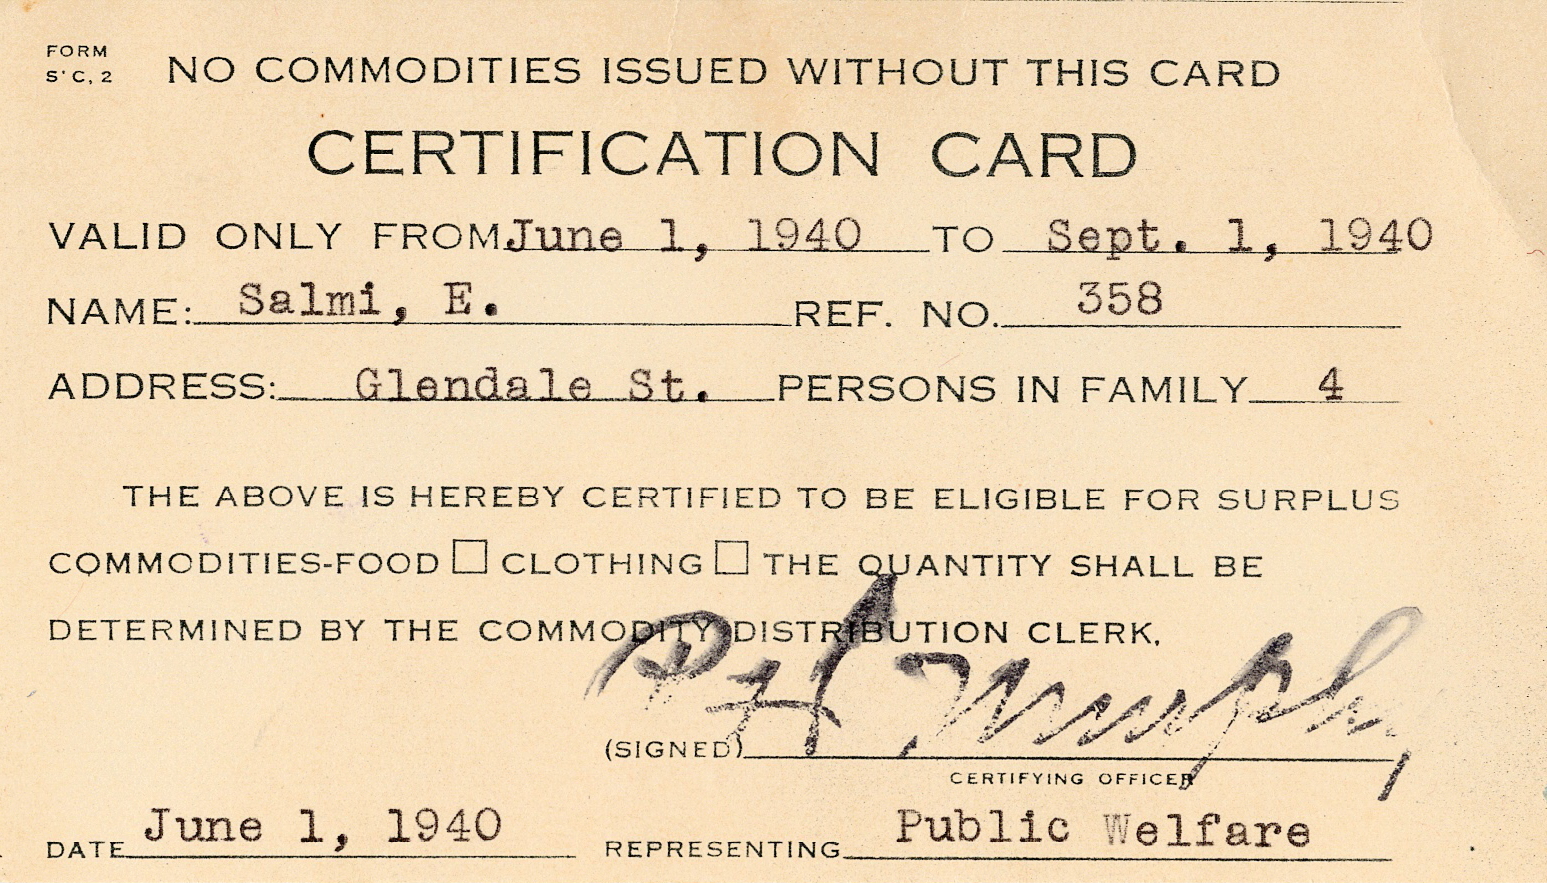 FORM
S'C, 2
NO COMMODITIES ISSUED WITHOUT THIS CARD
CERTIFICATION CARD
VALID ONLY FROM June 1, 1940 TO Sept. 1, 1940
NAME: Salmi, E. REF. NO. 358
ADDRESS: Glendale St. PERSONS IN FAMILY 4
THE ABOVE IS HEREBY CERTIFIED TO BE ELIGIBLE FOR SURPLUS
COMMODITIES-FOOD ☐ CLOTHING ☐ THE QUANTITY SHALL BE
DETERMINED BY THE COMMODITY DISTRIBUTION CLERK.
(SIGNED) P H Murphy
CERTIFYING OFFICER
DATE June 1, 1940 REPRESENTING Public Welfare